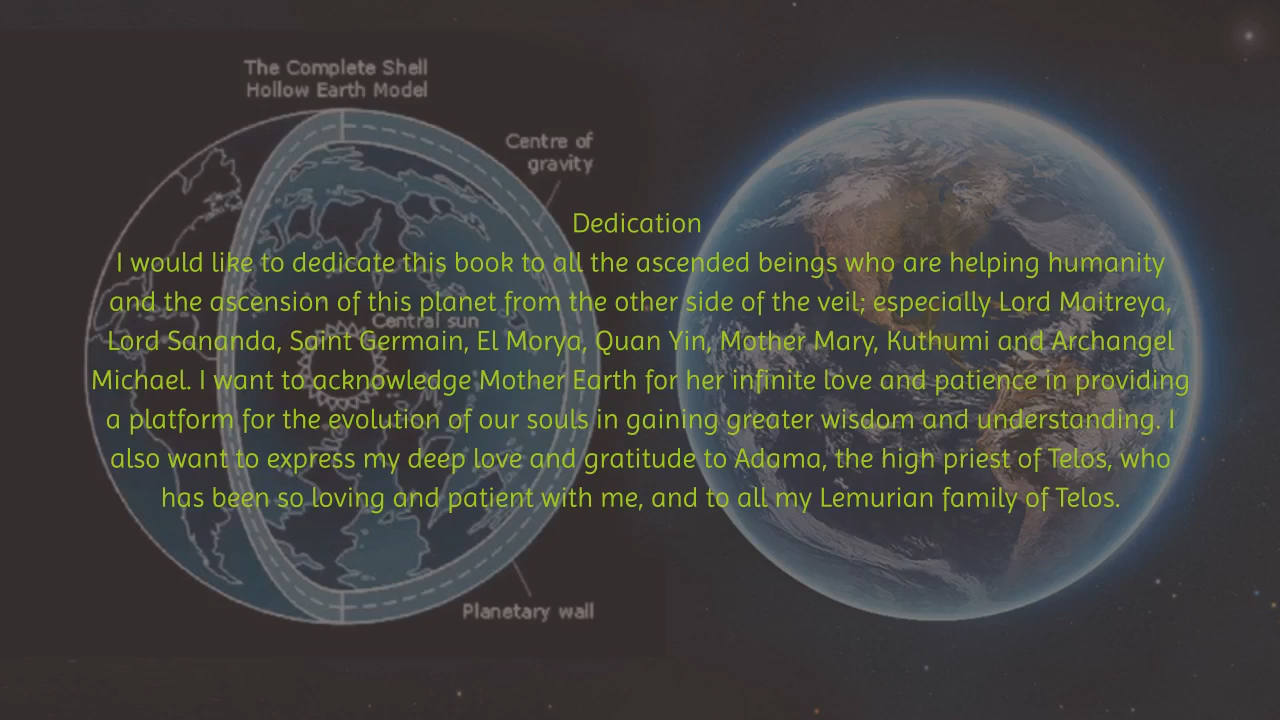 The Complete Shell
Hollow Earth Model
Centre of
gravity
Dedication
I would like to dedicate this book to all the ascended beings who are helping humanity
and the ascension of this planet from the other side of the veil; especially Lord Maitreya,
Central sun
Lord Sananda, Saint Germain, El Morya, Quan Yin, Mother Mary, Kuthumi and Archangel
Michael. I want to acknowledge Mother Earth for her infinite love and patience in providing
a platform for the evolution of our souls in gaining greater wisdom and understanding. I
also want to express my deep love and gratitude to Adama, the high priest of Telos, who
has been so loving and patient with me, and to all my Lemurian family of Telos.
Planetary wall